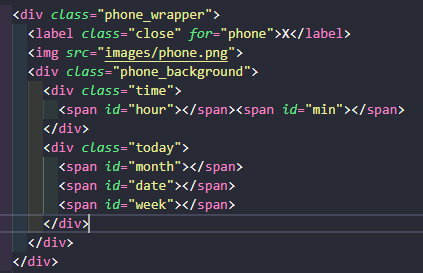 <div class="phone_wrapper">
<label class="close" for="phone">X</label>
<img src="images/phone.png">
<div class="phone_background">
<div class="time">
<span id="hour"></span><span id="min"></span>
</div>
<div class="today">
<span id="month"></span>
<span id="date"></span>
<span id="week"></span>
</div>
</div>
</div>